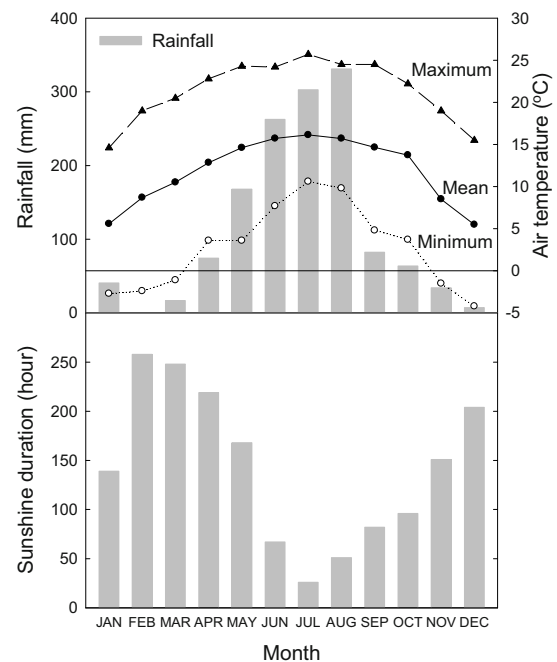 400
300
200
100
0
Rainfall (mm)
Rainfall
Maximum
Mean
Minimum
30
25
20
15
10
5
0
-5
Air temperature (ºC)
250
200
150
100
50
0
Sunshine duration (hour)
JAN FEB MAR APR MAY JUN JUL AUG SEP OCT NOV DEC
Month